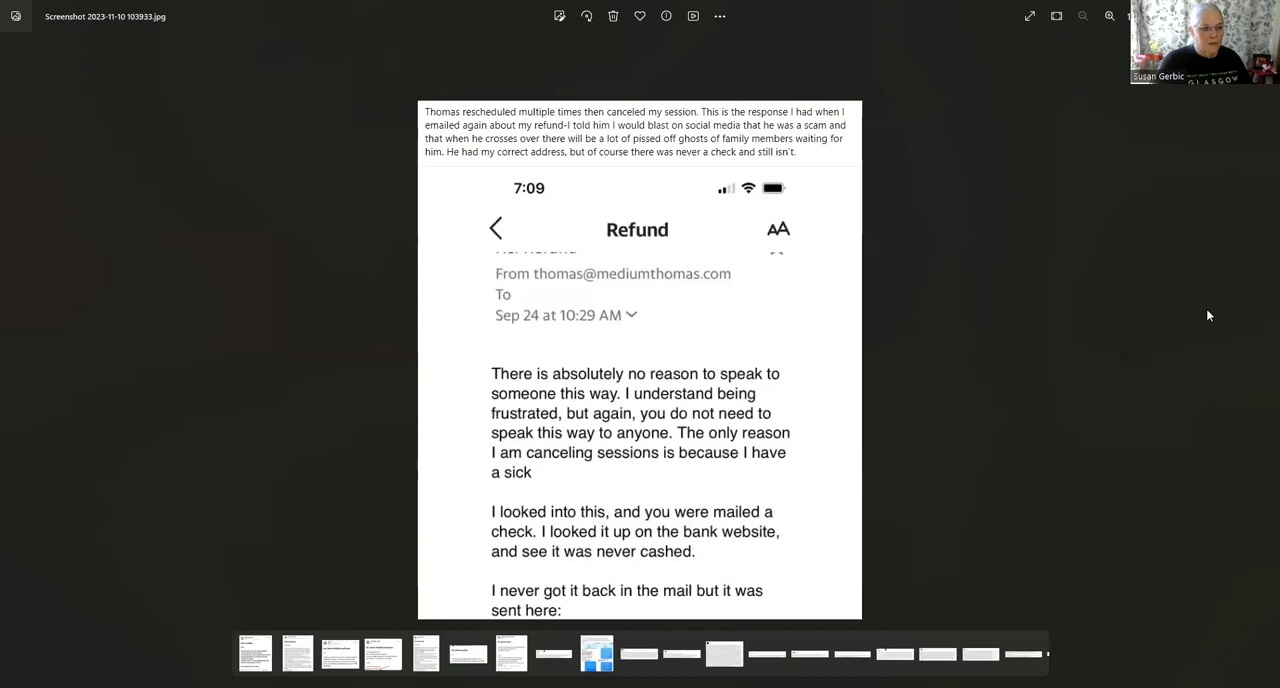 Screenshot 2023-11-10 103933.jpg
Susan Gerbic
GLASGOW
Thomas rescheduled multiple times then canceled my session. This is the response I had when I
emailed again about my refund-I told him I would blast on social media that he was a scam and
that when he crosses over there will be a lot of pissed off ghosts of family members waiting for
him. He had my correct address, but of course there was never a check and still isn't.
7:09
Refund
AA
From thomas@mediumthomas.com
To
Sep 24 at 10:29 AM
There is absolutely no reason to speak to
someone this way. I understand being
frustrated, but again, you do not need to
speak this way to anyone. The only reason
I am canceling sessions is because I have
a sick
I looked into this, and you were mailed a
check. I looked it up on the bank website,
and see it was never cashed.
I never got it back in the mail but it was
sent here: